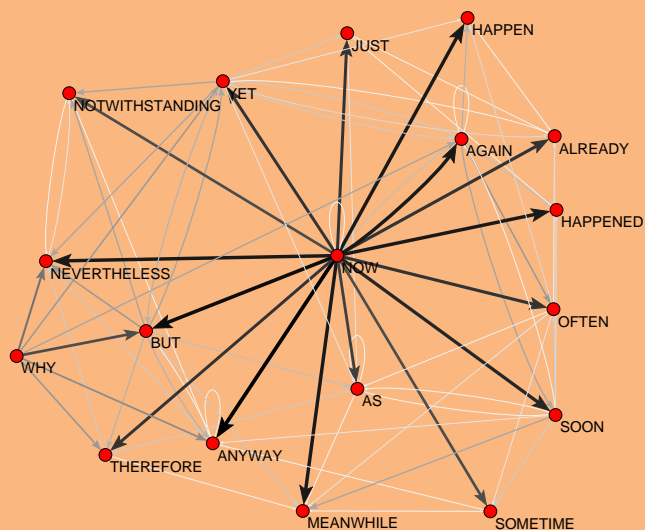 HAPPEN
JUST
YET
NOTWITHSTANDING
ALREADY
AGAIN
HAPPENED
NOW
NEVERTHELESS
OFTEN
BUT
WHY
AS
SOON
ANYWAY
THEREFORE
MEANWHILE
SOMETIME